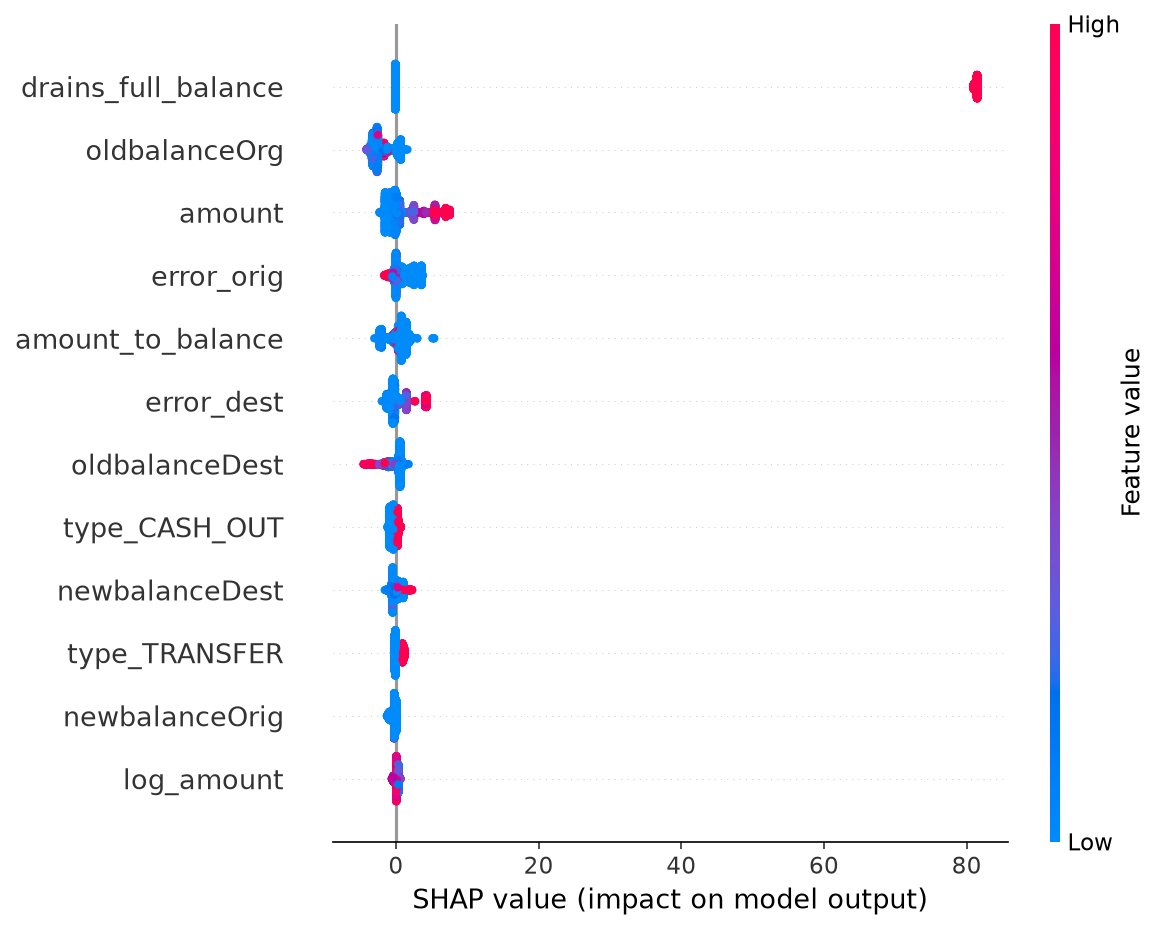 High
drains_full_balance
oldbalanceOrg
amount
error_orig
amount_to_balance
error_dest
oldbalanceDest
type_CASH_OUT
newbalanceDest
type_TRANSFER
newbalanceOrig
log_amount
Feature value
Low
0 20 40 60 80
SHAP value (impact on model output)